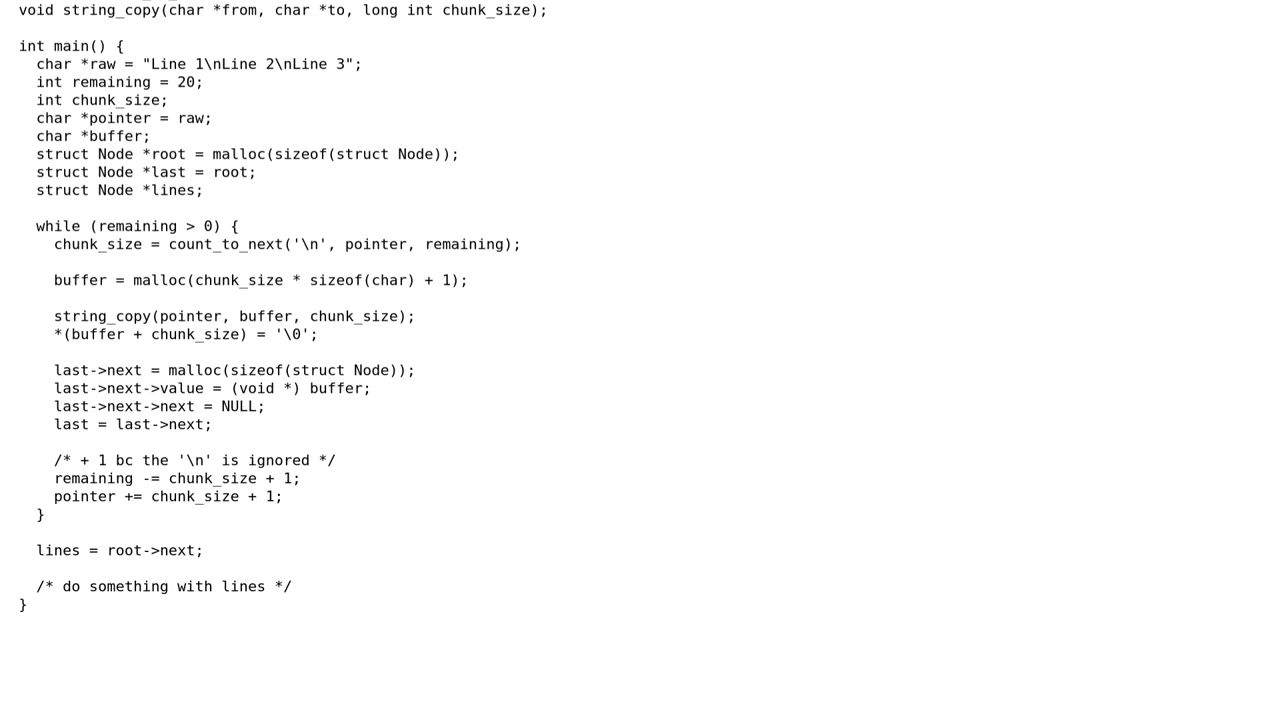 void string_copy(char *from, char *to, long int chunk_size);
int main() {
char *raw = "Line 1\nLine 2\nLine 3";
int remaining = 20;
int chunk_size;
char *pointer = raw;
char *buffer;
struct Node *root = malloc(sizeof(struct Node));
struct Node *last = root;
struct Node *lines;
while (remaining > 0) {
chunk_size = count_to_next('\n', pointer, remaining);
buffer = malloc(chunk_size * sizeof(char) + 1);
string_copy(pointer, buffer, chunk_size);
*(buffer + chunk_size) = '\0';
last->next = malloc(sizeof(struct Node));
last->next->value = (void *) buffer;
last->next->next = NULL;
last = last->next;
/* + 1 bc the '\n' is ignored */
remaining -= chunk_size + 1;
pointer += chunk_size + 1;
}
lines = root->next;
/* do something with lines */
}